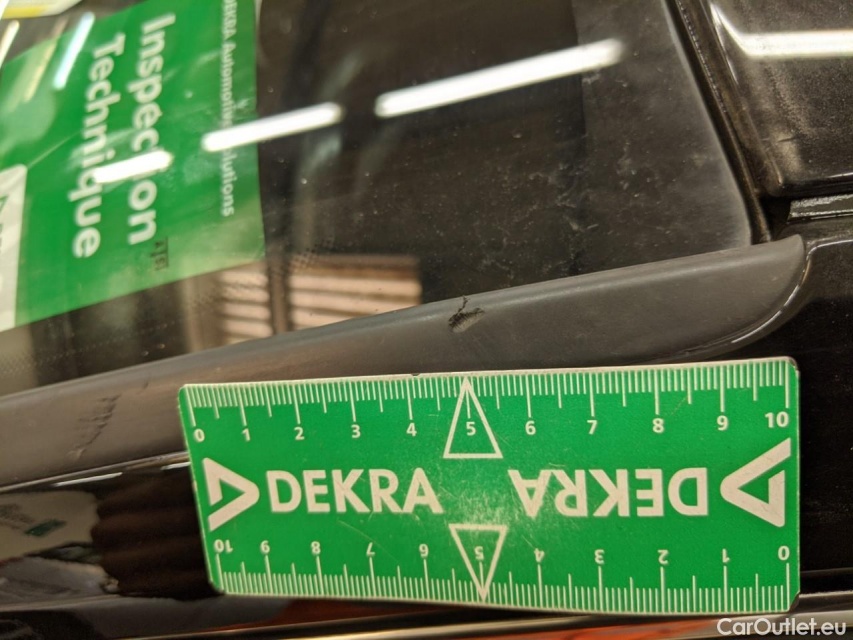 DEKRA Automotive Solutions
Inspection
Technique
0 1 2 3 4 5 6 7 8 9 10
DEKRA DEKRA
10 9 8 7 6 5 4 3 2 1 0
CarOutlet.eu